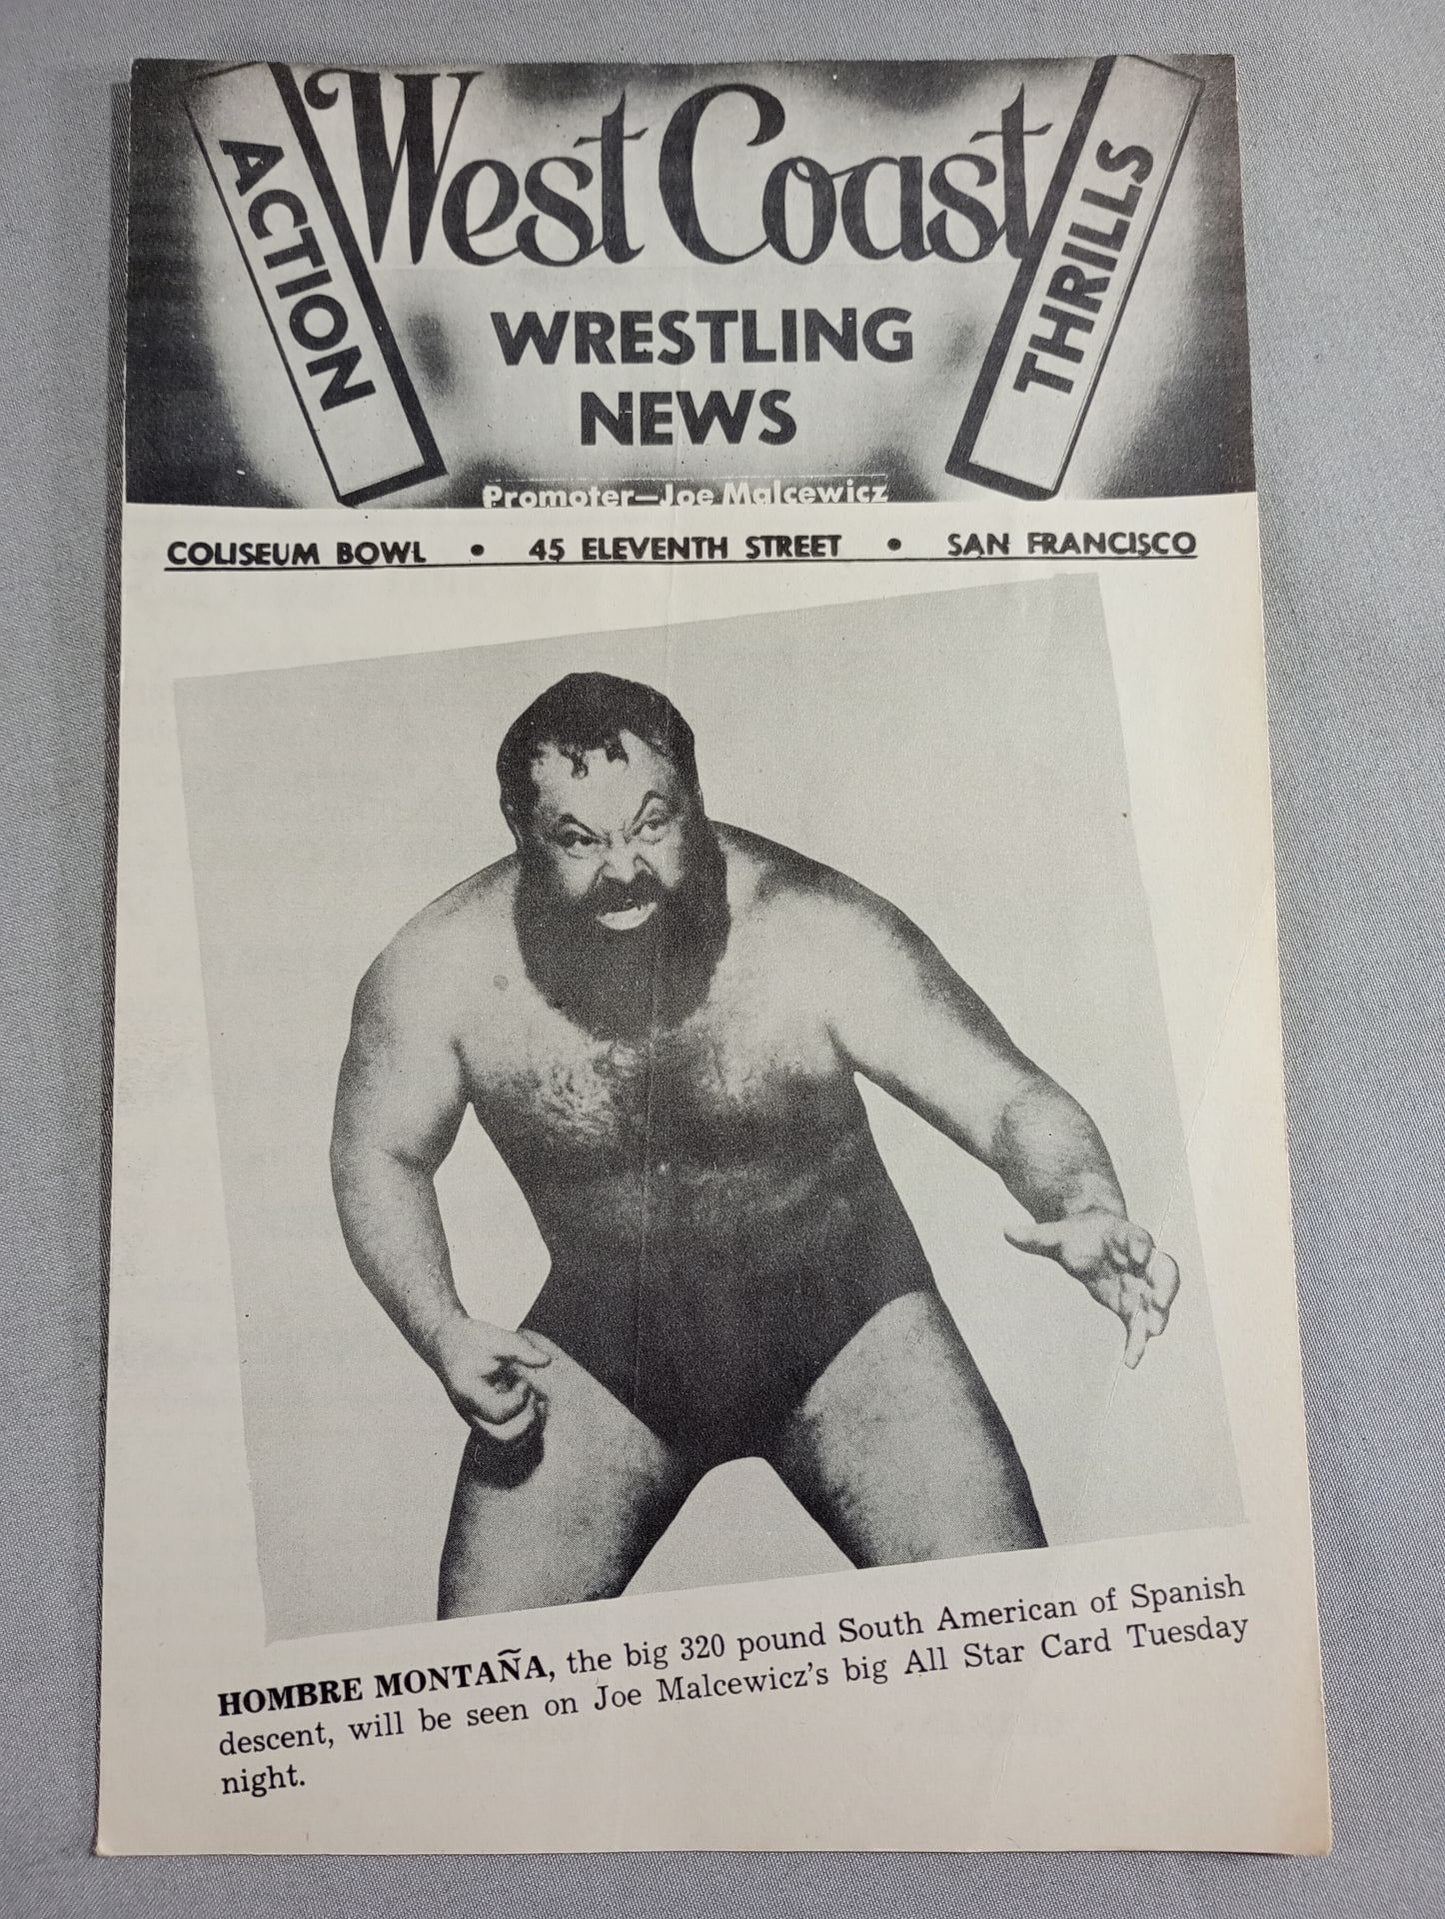 ACTION
West Coast
THRILLS
WRESTLING
NEWS
Promoter—Joe Malcewicz
COLISEUM BOWL • 45 ELEVENTH STREET • SAN FRANCISCO
HOMBRE MONTAÑA, the big 320 pound South American of Spanish
descent, will be seen on Joe Malcewicz's big All Star Card Tuesday
night.